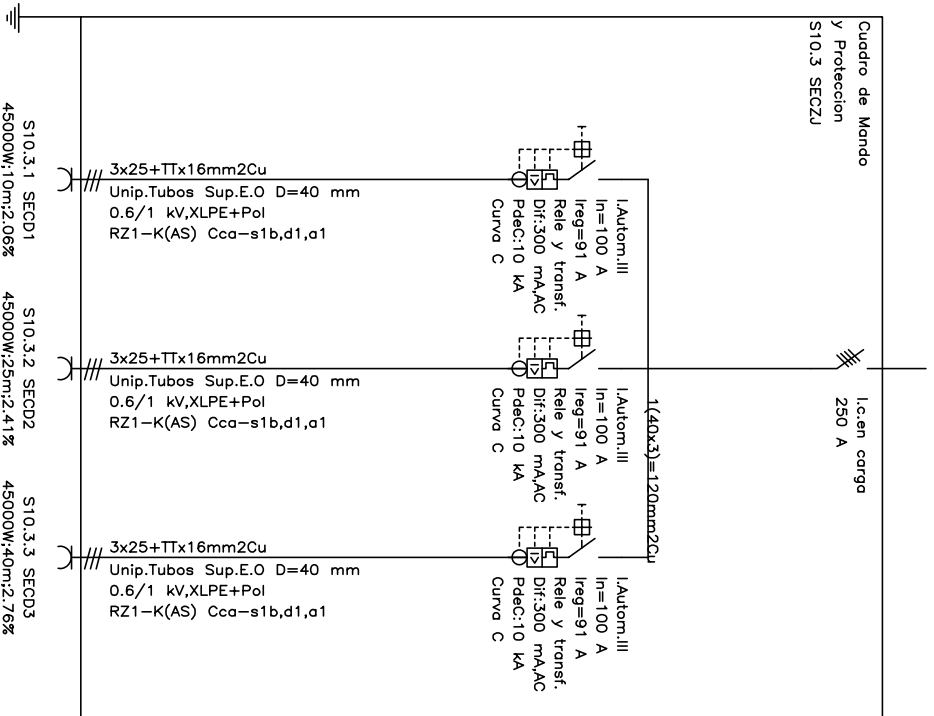 Cuadro de Mando
y Proteccion
S10.3 SECZJ
I.c.en carga
250 A
1(40x3)=120mm2Cu
I.Autom.III
In=100 A
Ireg=91 A
Rele y transf.
Dif:300 mA,AC
PdeC:10 kA
Curva C
3x25+TTx16mm2Cu
Unip.Tubos Sup.E.O D=40 mm
0.6/1 kV,XLPE+Pol
RZ1-K(AS) Cca-s1b,d1,a1
S10.3.1 SECD1
45000W;10m;2.06%
I.Autom.III
In=100 A
Ireg=91 A
Rele y transf.
Dif:300 mA,AC
PdeC:10 kA
Curva C
3x25+TTx16mm2Cu
Unip.Tubos Sup.E.O D=40 mm
0.6/1 kV,XLPE+Pol
RZ1-K(AS) Cca-s1b,d1,a1
S10.3.2 SECD2
45000W;25m;2.41%
I.Autom.III
In=100 A
Ireg=91 A
Rele y transf.
Dif:300 mA,AC
PdeC:10 kA
Curva C
3x25+TTx16mm2Cu
Unip.Tubos Sup.E.O D=40 mm
0.6/1 kV,XLPE+Pol
RZ1-K(AS) Cca-s1b,d1,a1
S10.3.3 SECD3
45000W;40m;2.76%